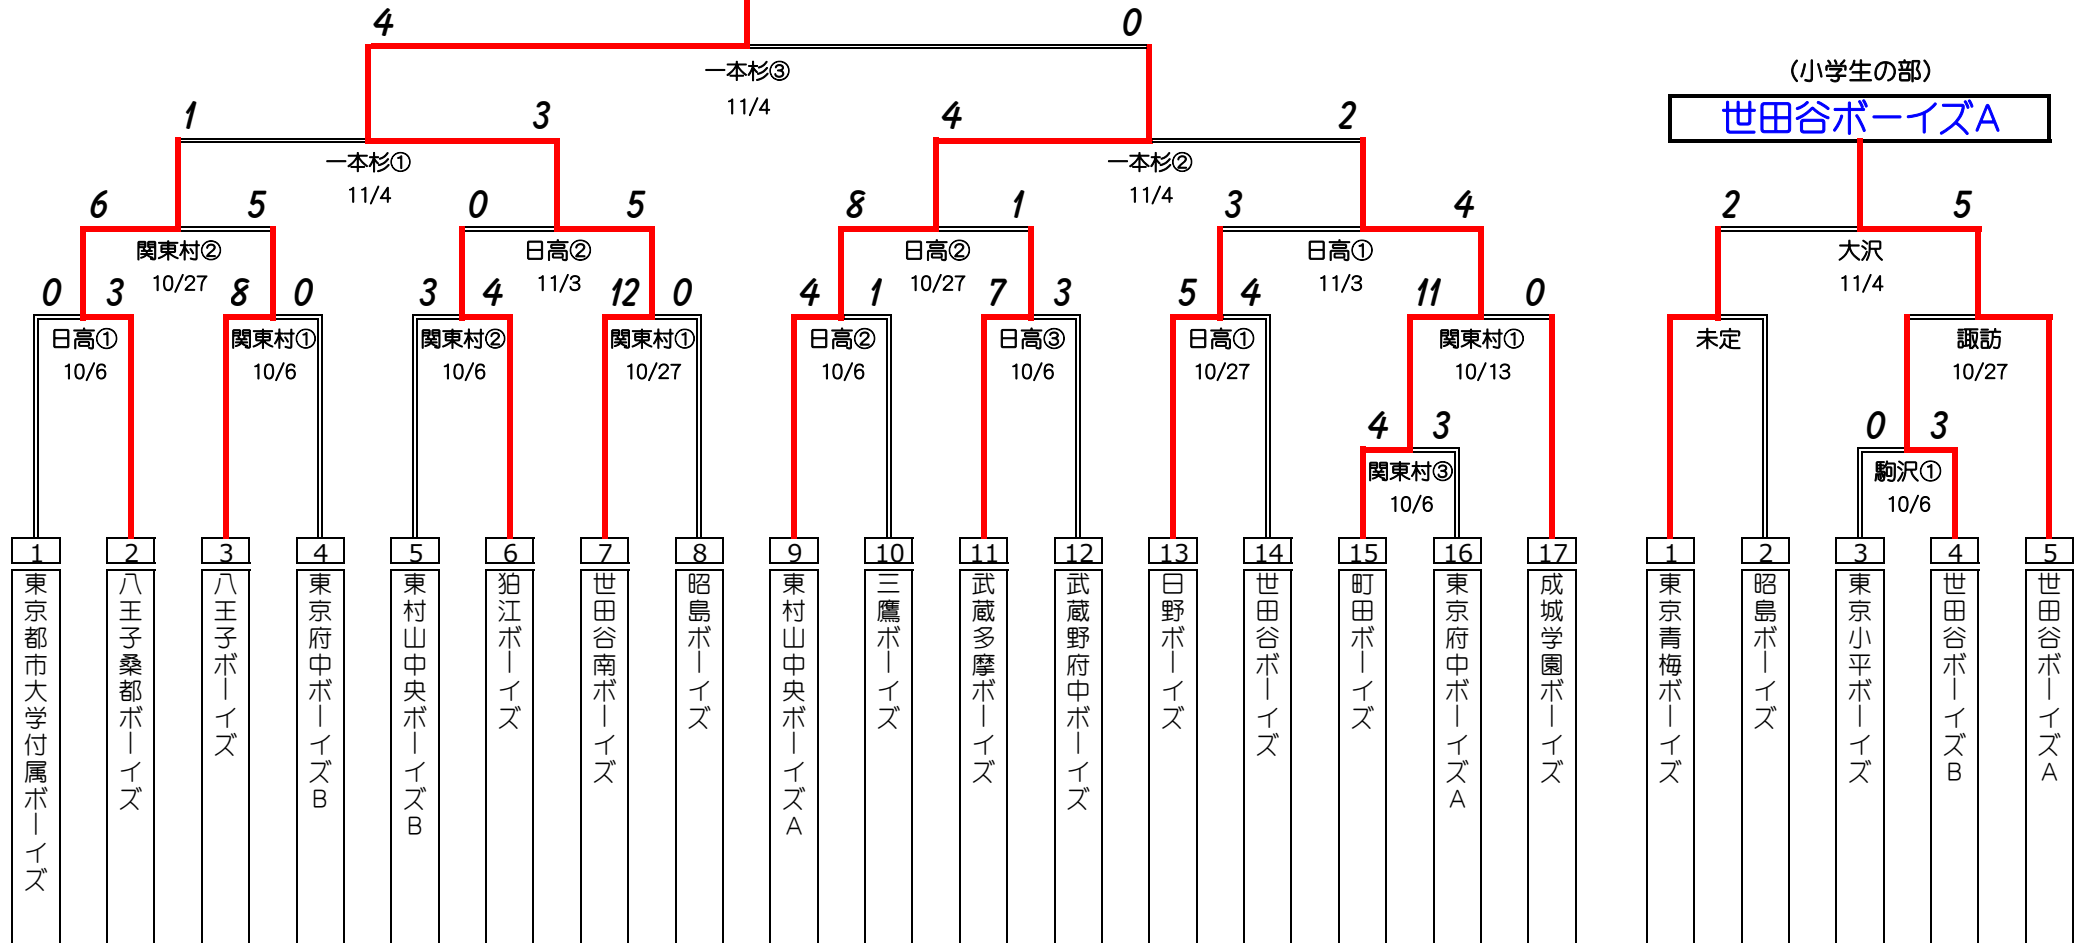 4 0
一本杉③
11/4
(小学生の部)
世田谷ボーイズA
1 3 4 2
一本杉① 一本杉②
11/4 11/4
6 5 0 5 8 1 3 4 2 5
関東村② 日高② 日高② 日高① 大沢
10/27 11/3 10/27 11/3 11/4
0 3 8 0 3 4 12 0 4 1 7 3 5 4 11 0
日高① 関東村① 関東村② 関東村① 日高② 日高③ 日高① 関東村① 未定 諏訪
10/6 10/6 10/6 10/27 10/6 10/6 10/27 10/13 10/27
4 3 0 3
関東村③ 駒沢①
10/6 10/6
1 2 3 4 5 6 7 8 9 10 11 12 13 14 15 16 17 1 2 3 4 5
東京都市大学付属ボーイズ
八王子桑都ボーイズ
八王子ボーイズ
東京府中ボーイズB
東村山中央ボーイズB
狛江ボーイズ
世田谷南ボーイズ
昭島ボーイズ
東村山中央ボーイズA
三鷹ボーイズ
武蔵多摩ボーイズ
武蔵野府中ボーイズ
日野ボーイズ
世田谷ボーイズ
町田ボーイズ
東京府中ボーイズA
成城学園ボーイズ
東京青梅ボーイズ
昭島ボーイズ
東京小平ボーイズ
世田谷ボーイズB
世田谷ボーイズA